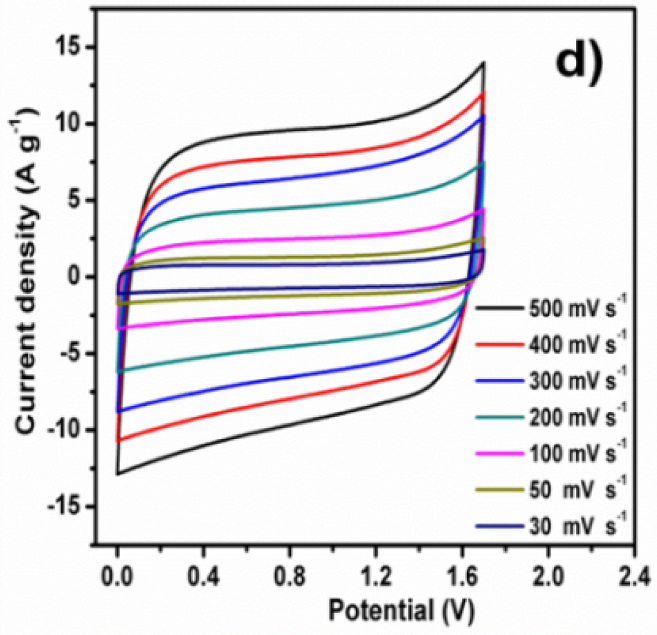 d)
15
10
5
0
-5
-10
-15
Current density (A g⁻¹)
500 mV s⁻¹
400 mV s⁻¹
300 mV s⁻¹
200 mV s⁻¹
100 mV s⁻¹
50 mV s⁻¹
30 mV s⁻¹
0.0 0.4 0.8 1.2 1.6 2.0 2.4
Potential (V)